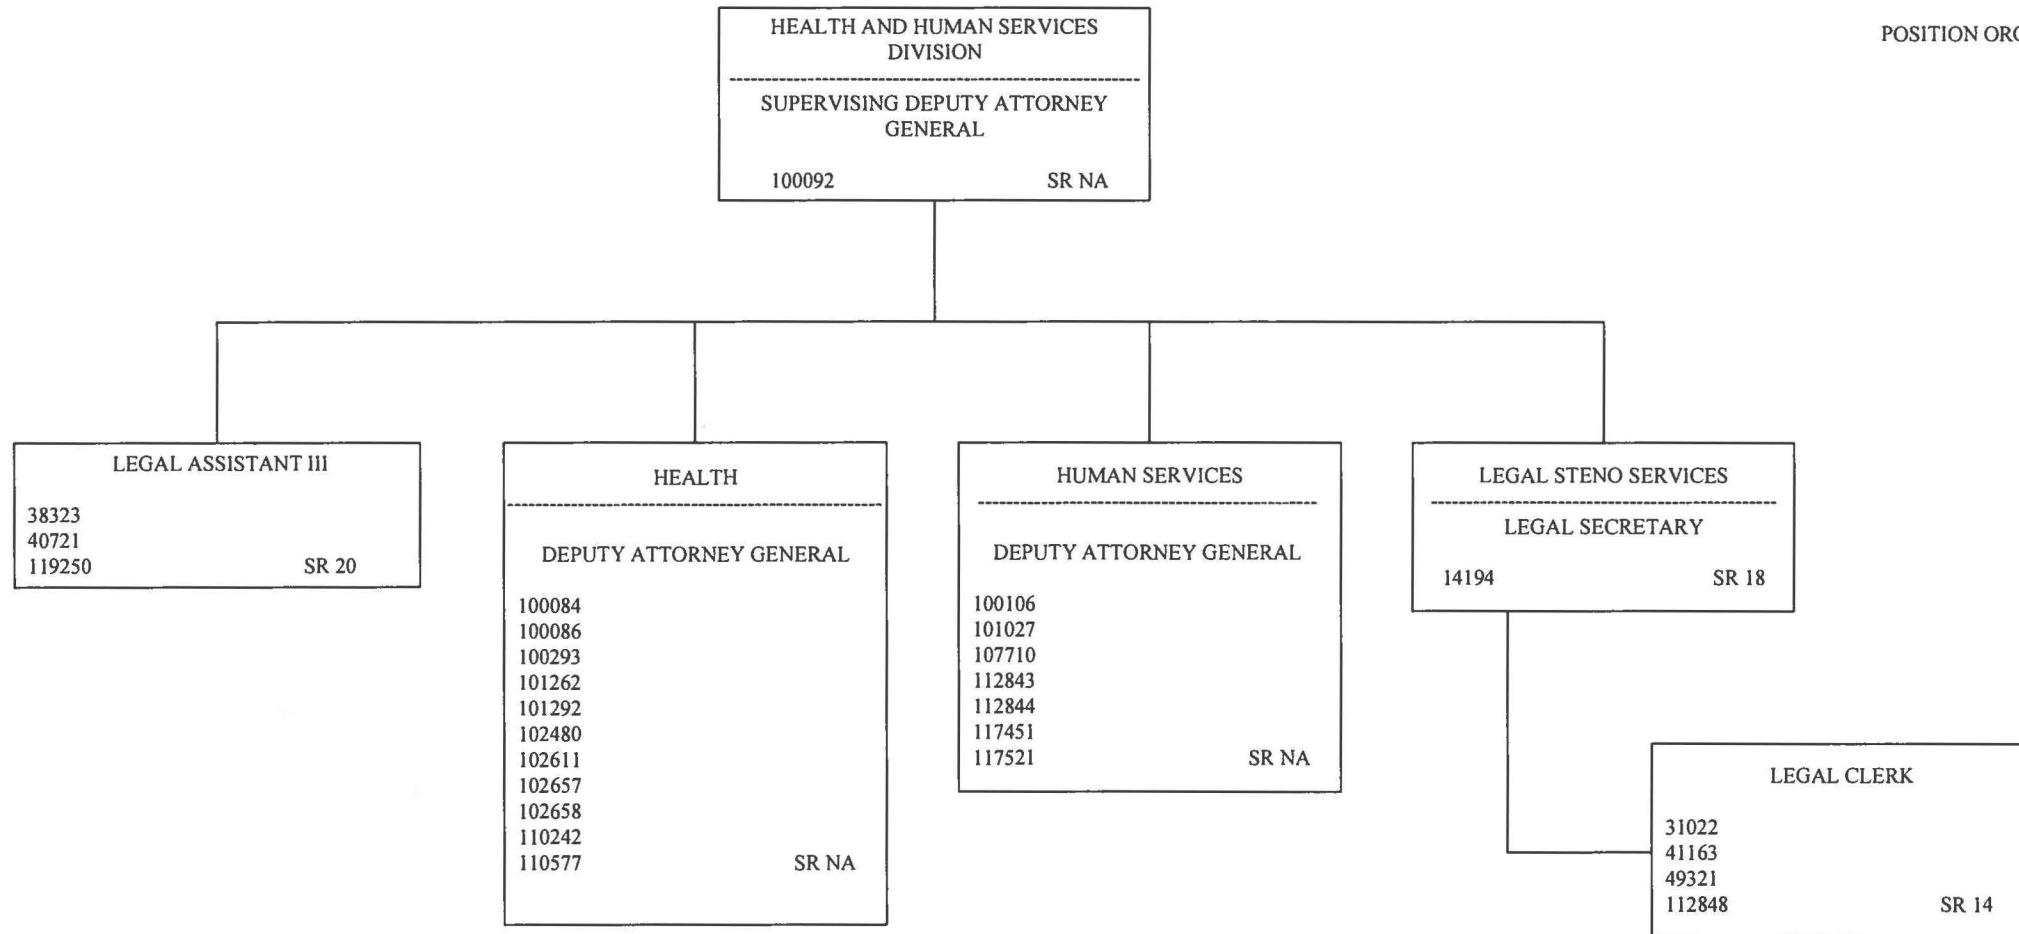 POSITION ORG
HEALTH AND HUMAN SERVICES
DIVISION
SUPERVISING DEPUTY ATTORNEY
GENERAL
100092 SR NA
LEGAL ASSISTANT III
38323
40721
119250 SR 20
HEALTH
DEPUTY ATTORNEY GENERAL
100084
100086
100293
101262
101292
102480
102611
102657
102658
110242
110577 SR NA
HUMAN SERVICES
DEPUTY ATTORNEY GENERAL
100106
101027
107710
112843
112844
117451
117521 SR NA
LEGAL STENO SERVICES
LEGAL SECRETARY
14194 SR 18
LEGAL CLERK
31022
41163
49321
112848 SR 14